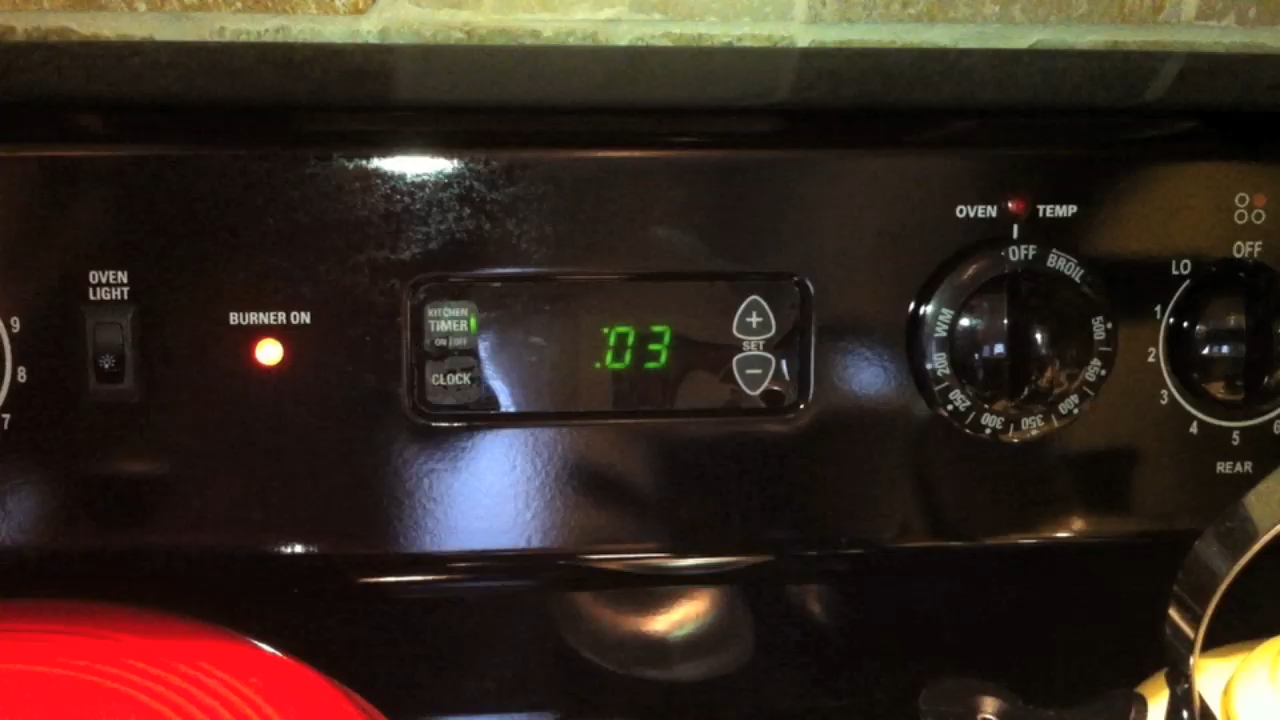 OVEN
LIGHT
BURNER ON
9
8
7
KITCHEN
TIMER
ON | OFF
CLOCK
:03
+
SET
−
OVEN TEMP
OFF
BROIL
500
450
400
350
300
250
200
WM
OFF
LO
1
2
3
4
5
6
REAR